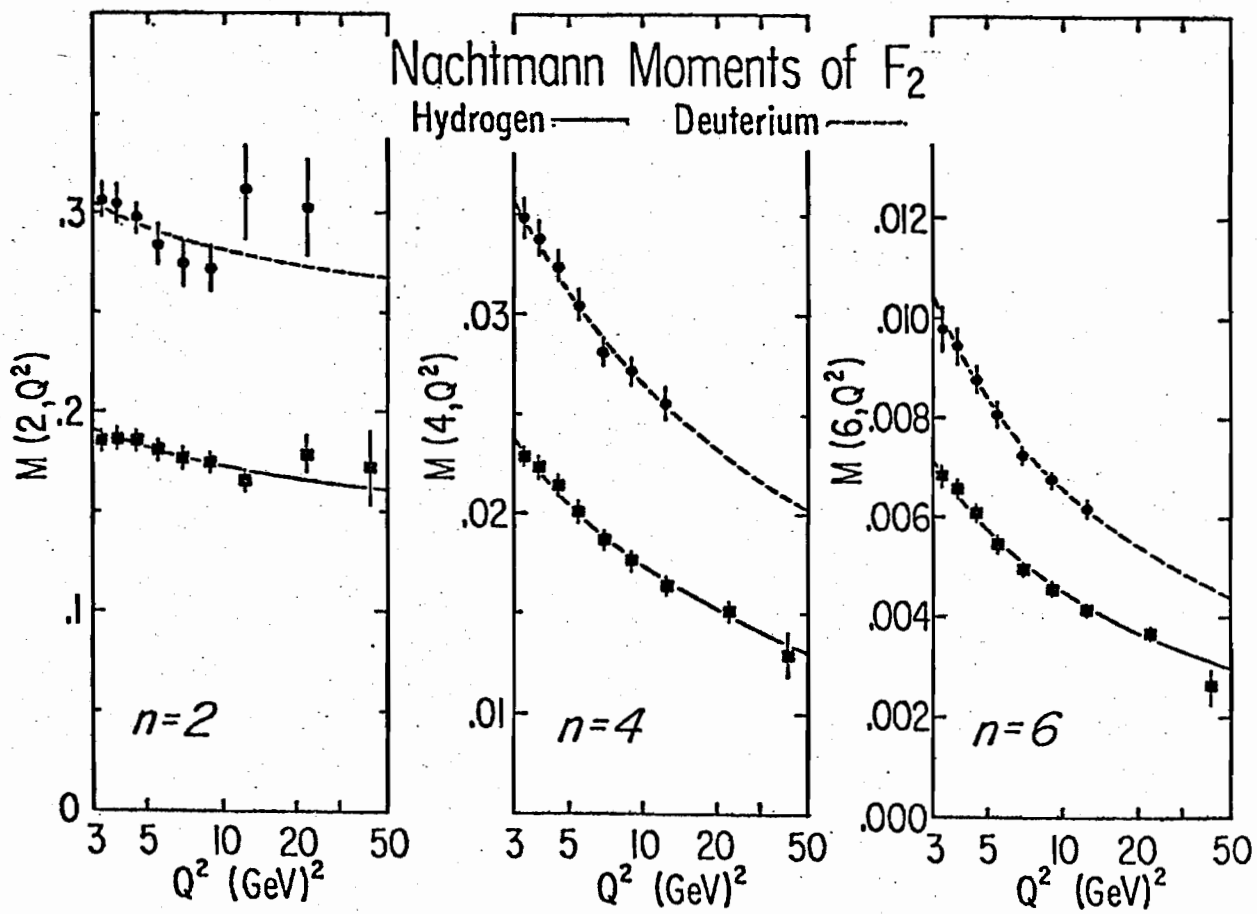 Nachtmann Moments of F₂
Hydrogen Deuterium
M(2,Q²)
.3
.2
.1
0
n=2
3 5 10 20 50
Q² (GeV)²
M(4,Q²)
.03
.02
.01
n=4
3 5 10 20 50
Q² (GeV)²
M(6,Q²)
.012
.010
.008
.006
.004
.002
.000
n=6
3 5 10 20 50
Q² (GeV)²